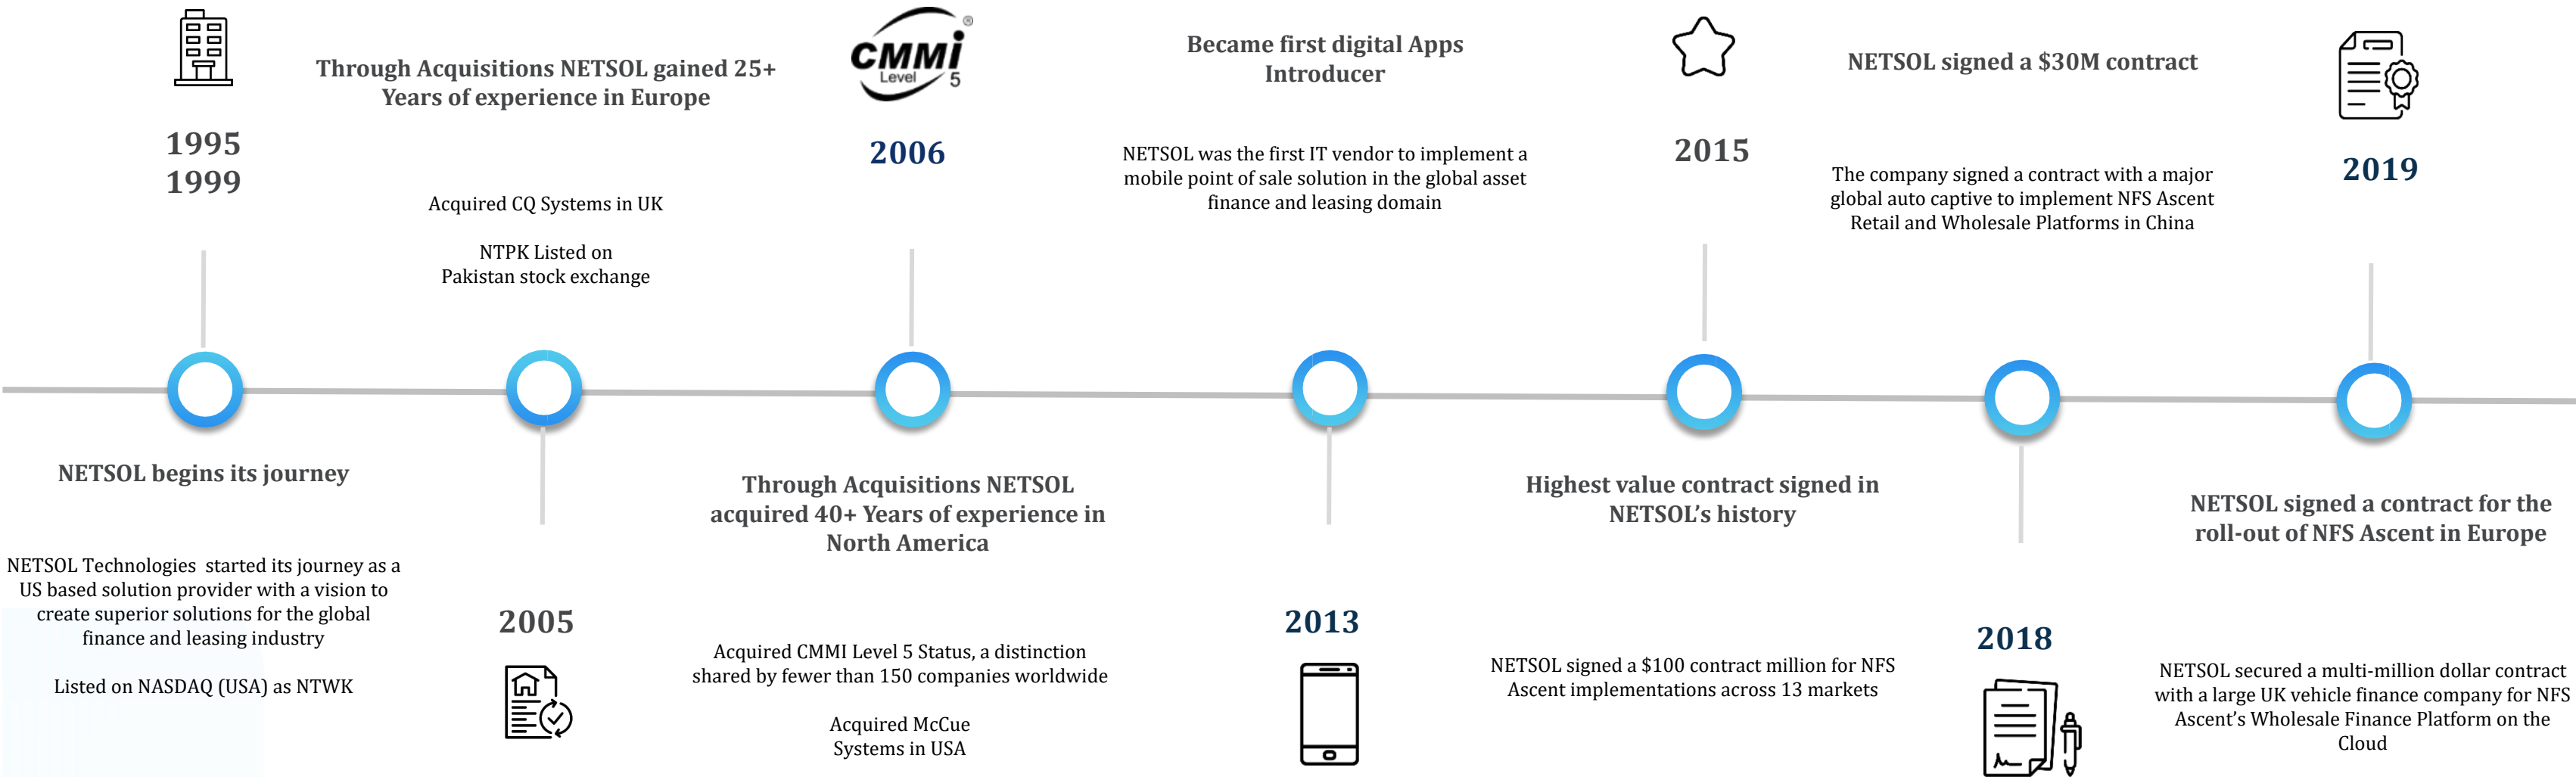 1995
1999
NETSOL begins its journey
NETSOL Technologies  started its journey as a
US based solution provider with a vision to
create superior solutions for the global
finance and leasing industry
Listed on NASDAQ (USA) as NTWK
Through Acquisitions NETSOL gained 25+
Years of experience in Europe
Acquired CQ Systems in UK
NTPK Listed on
Pakistan stock exchange
2005
CMMi®
Level 5
2006
Through Acquisitions NETSOL
acquired 40+ Years of experience in
North America
Acquired CMMI Level 5 Status, a distinction
shared by fewer than 150 companies worldwide
Acquired McCue
Systems in USA
Became first digital Apps
Introducer
NETSOL was the first IT vendor to implement a
mobile point of sale solution in the global asset
finance and leasing domain
2013
2015
Highest value contract signed in
NETSOL’s history
NETSOL signed a $100 contract million for NFS
Ascent implementations across 13 markets
NETSOL signed a $30M contract
The company signed a contract with a major
global auto captive to implement NFS Ascent
Retail and Wholesale Platforms in China
2018
2019
NETSOL signed a contract for the
roll-out of NFS Ascent in Europe
NETSOL secured a multi-million dollar contract
with a large UK vehicle finance company for NFS
Ascent’s Wholesale Finance Platform on the
Cloud